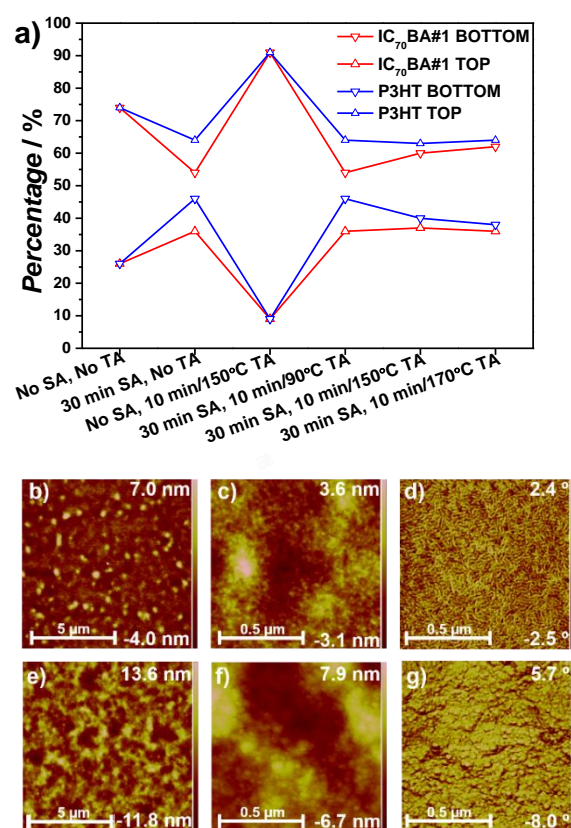 a)
IC₇₀BA#1 BOTTOM
IC₇₀BA#1 TOP
P3HT BOTTOM
P3HT TOP
Percentage / %
100
90
80
70
60
50
40
30
20
10
0
No SA, No TA
30 min SA, No TA
No SA, 10 min/150°C TA
30 min SA, 10 min/90°C TA
30 min SA, 10 min/150°C TA
30 min SA, 10 min/170°C TA
b) 7.0 nm
5 µm -4.0 nm
c) 3.6 nm
0.5 µm -3.1 nm
d) 2.4 º
0.5 µm -2.5 º
e) 13.6 nm
5 µm -11.8 nm
f) 7.9 nm
0.5 µm -6.7 nm
g) 5.7 º
0.5 µm -8.0 º